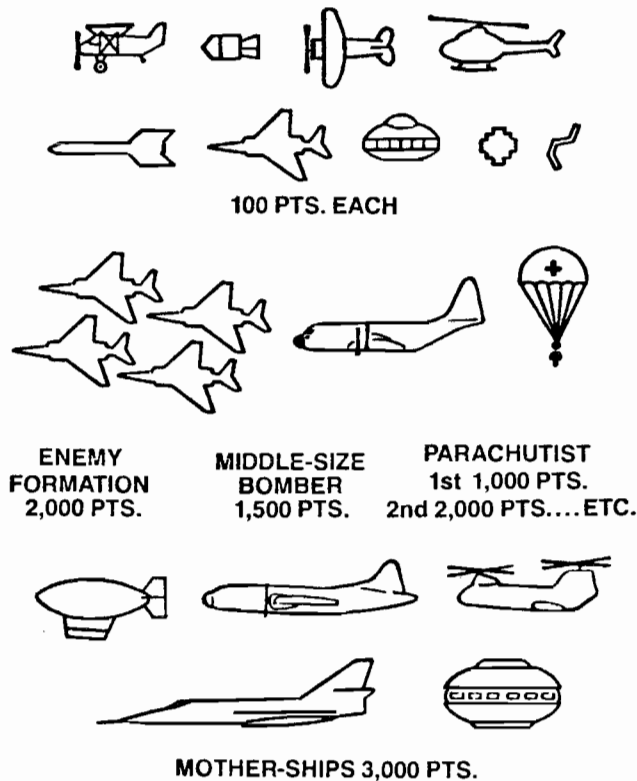 100 PTS. EACH
ENEMY
FORMATION
2,000 PTS.
MIDDLE-SIZE
BOMBER
1,500 PTS.
PARACHUTIST
1st 1,000 PTS.
2nd 2,000 PTS....ETC.
MOTHER-SHIPS 3,000 PTS.